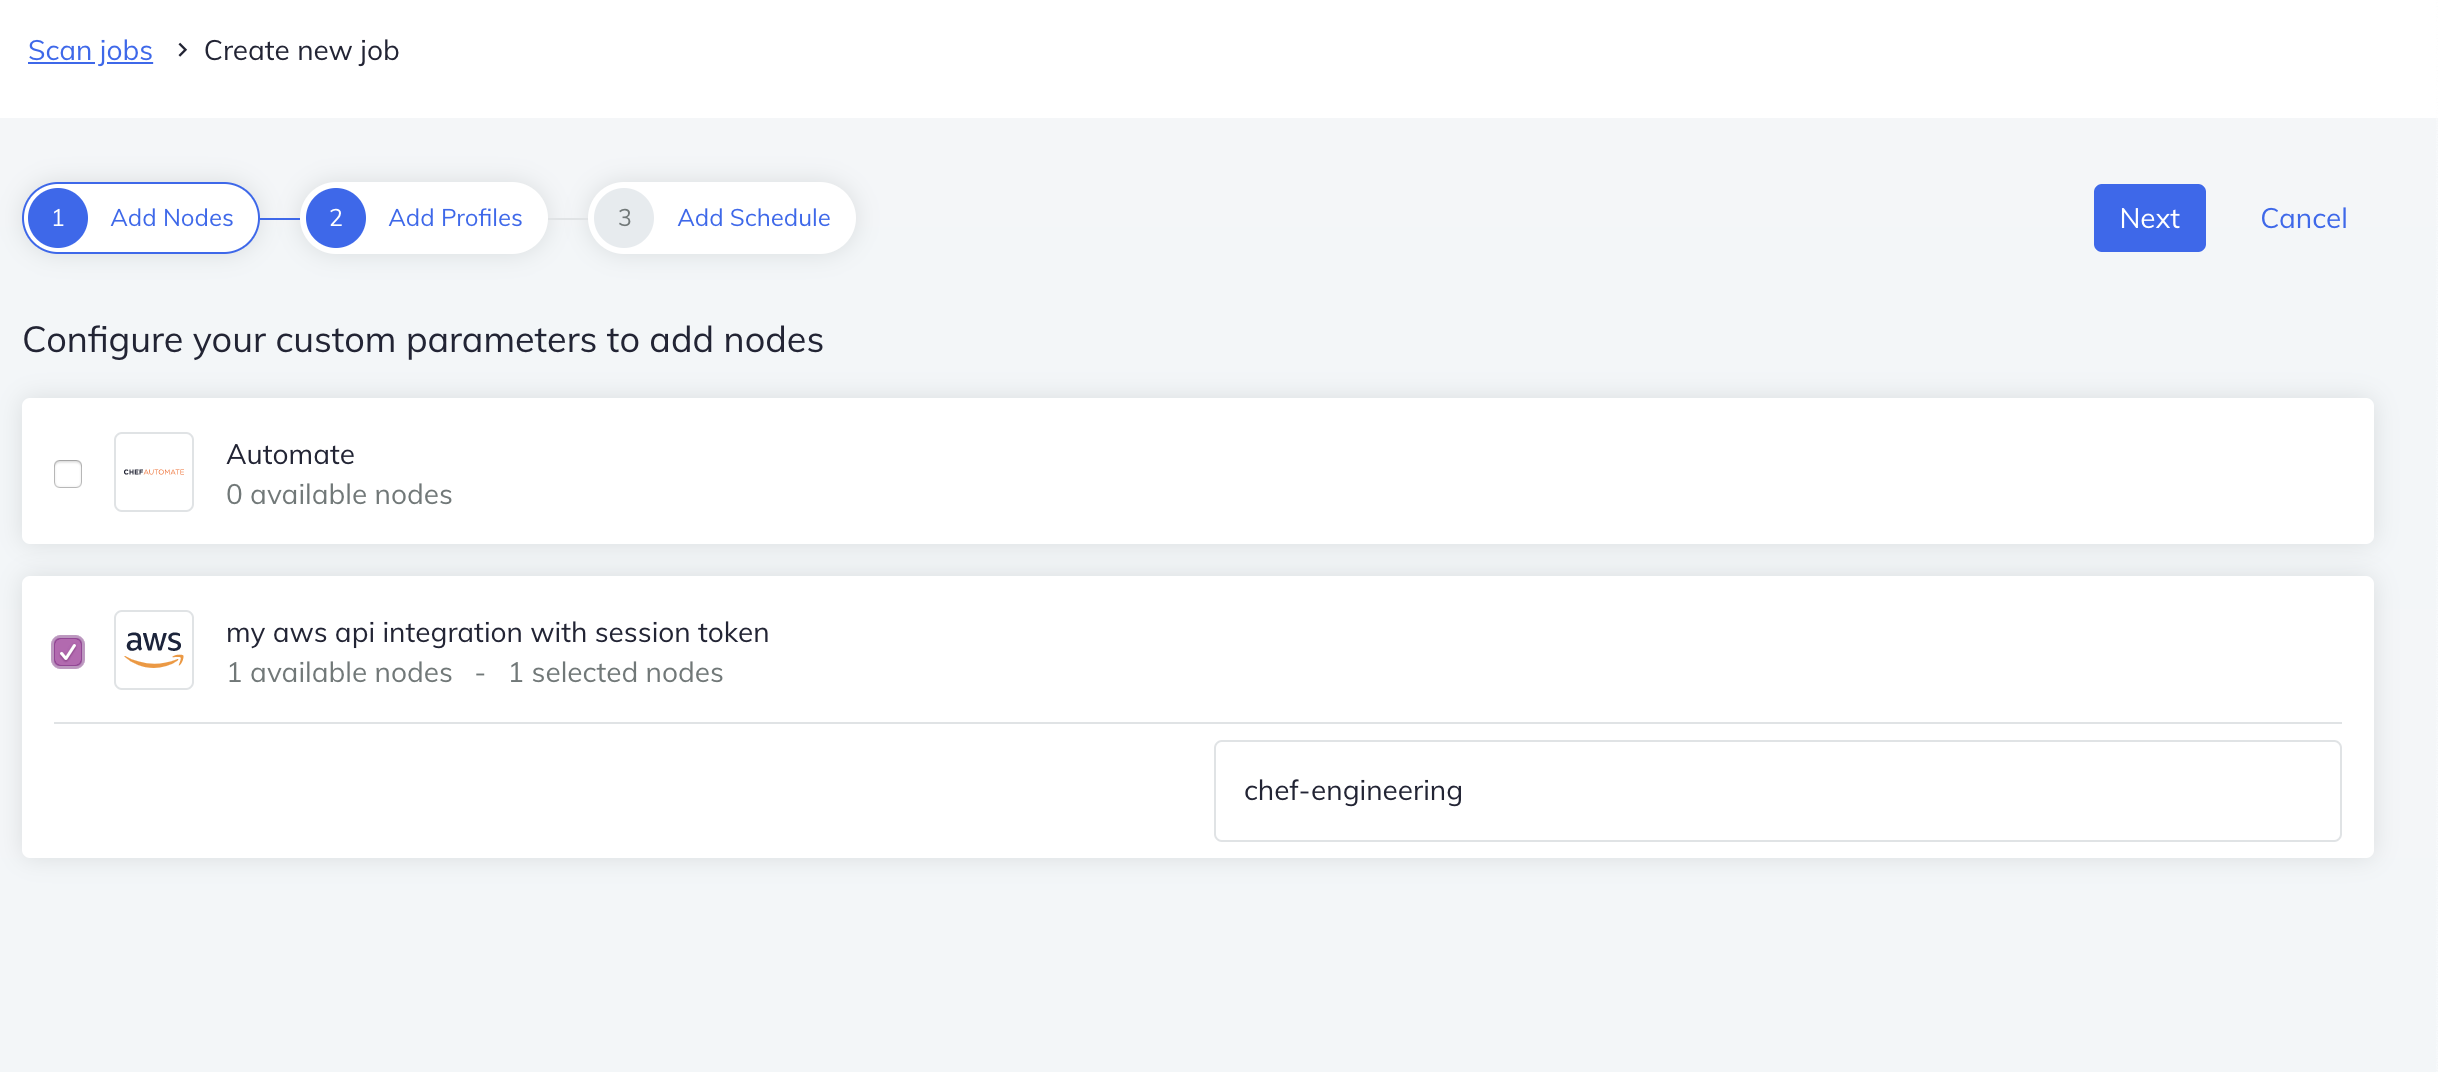 Scan jobs > Create new job
1 Add Nodes 2 Add Profiles 3 Add Schedule Next Cancel
Configure your custom parameters to add nodes
CHEFAUTOMATE
Automate
0 available nodes
aws
my aws api integration with session token
1 available nodes - 1 selected nodes
chef-engineering